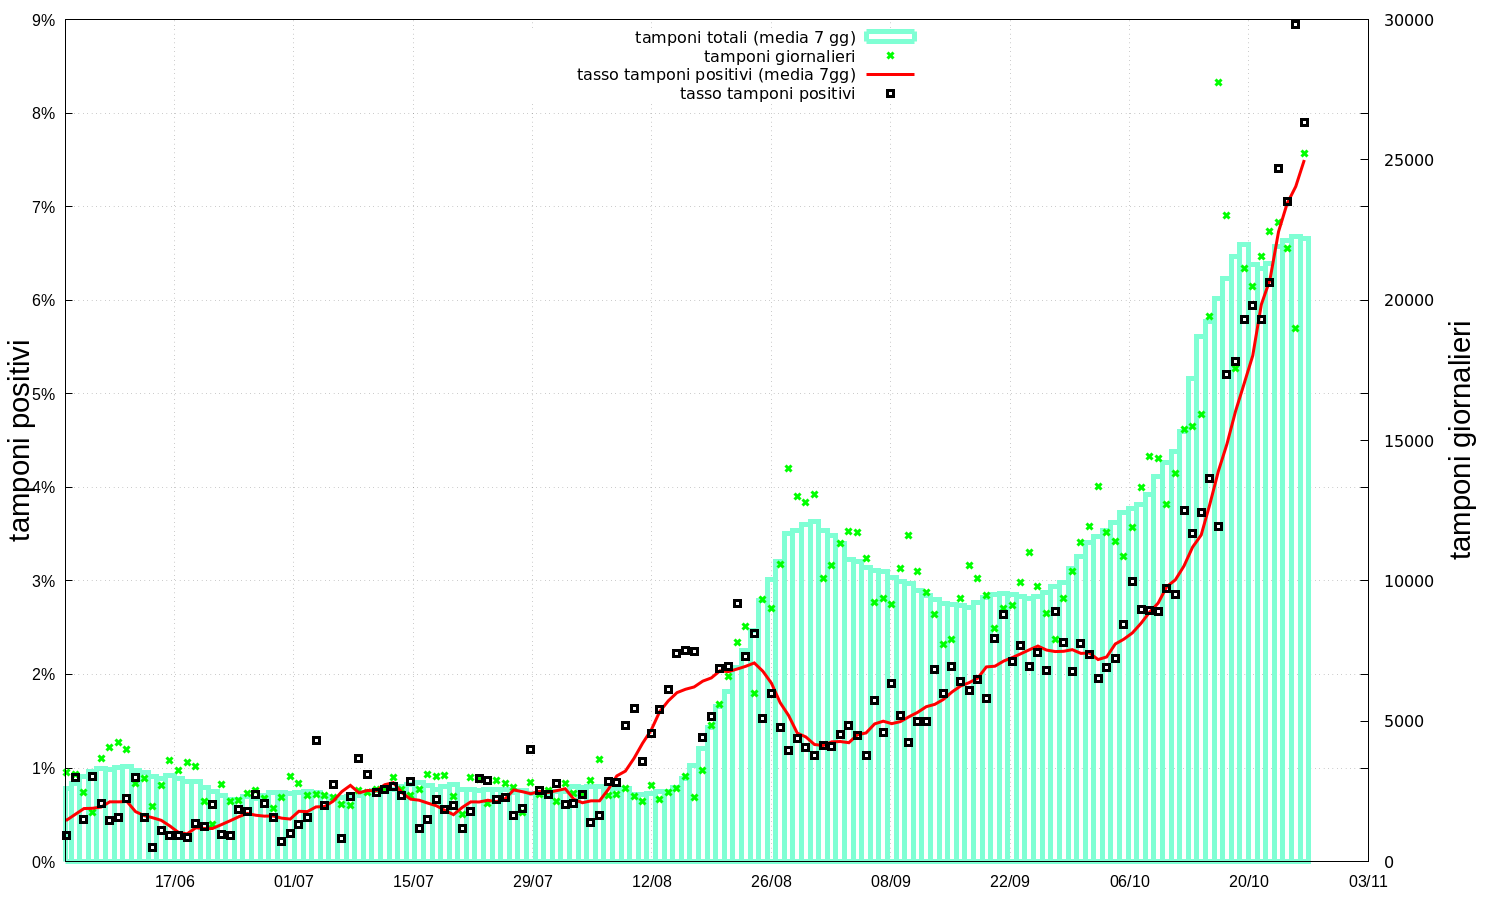 tamponi totali (media 7 gg)
tamponi giornalieri
tasso tamponi positivi (media 7gg)
tasso tamponi positivi
9%
8%
7%
6%
5%
4%
3%
2%
1%
0%
tamponi positivi
30000
25000
20000
15000
10000
5000
0
tamponi giornalieri
17/06 01/07 15/07 29/07 12/08 26/08 08/09 22/09 06/10 20/10 03/11